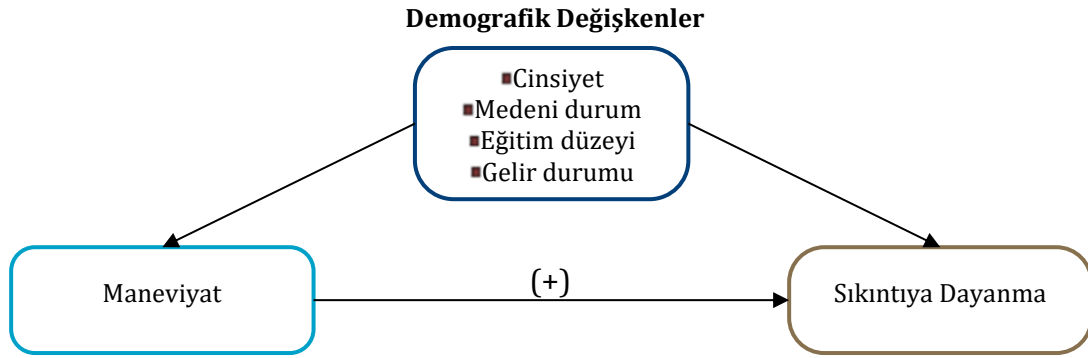 Demografik Değişkenler
▪Cinsiyet
▪Medeni durum
▪Eğitim düzeyi
▪Gelir durumu
(+)
Maneviyat
Sıkıntıya Dayanma